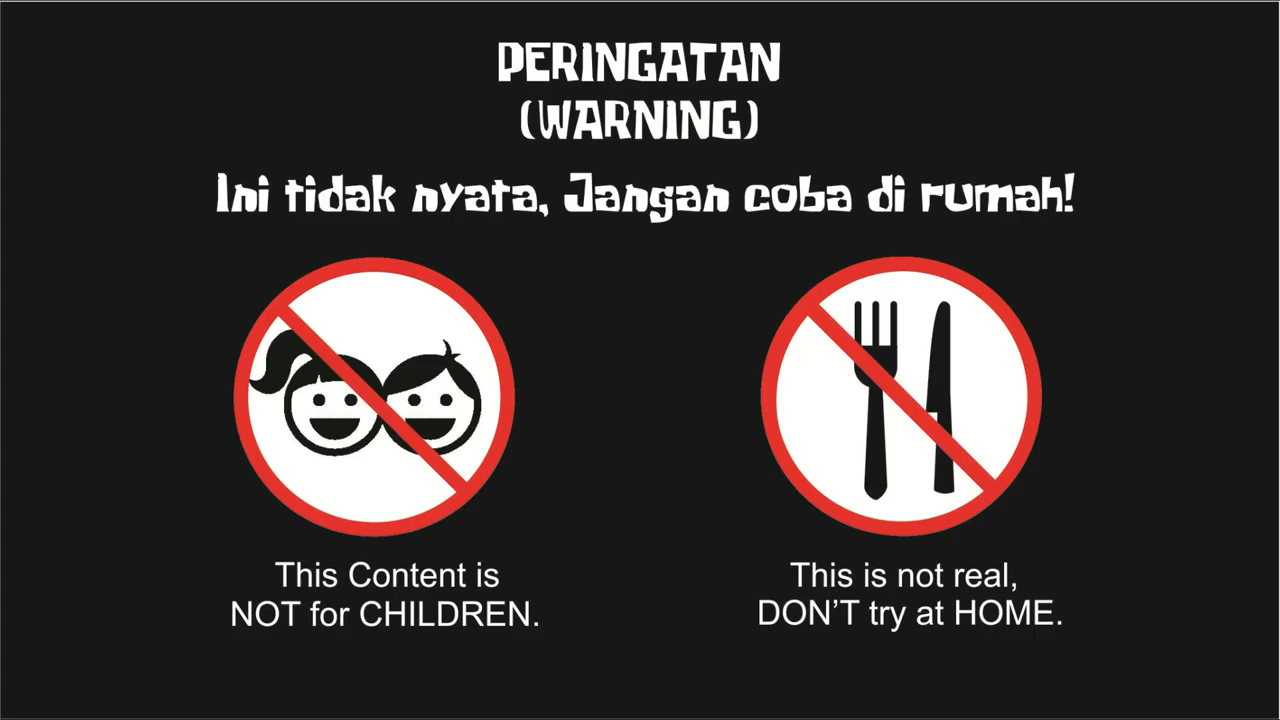 PERINGATAN
(WARNING)
Ini tidak nyata, Jangan coba di rumah!
This Content is
NOT for CHILDREN.
This is not real,
DON'T try at HOME.